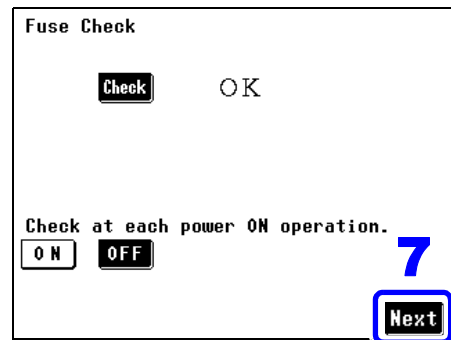 Fuse Check
Check OK
Check at each power ON operation.
ON OFF
7
Next